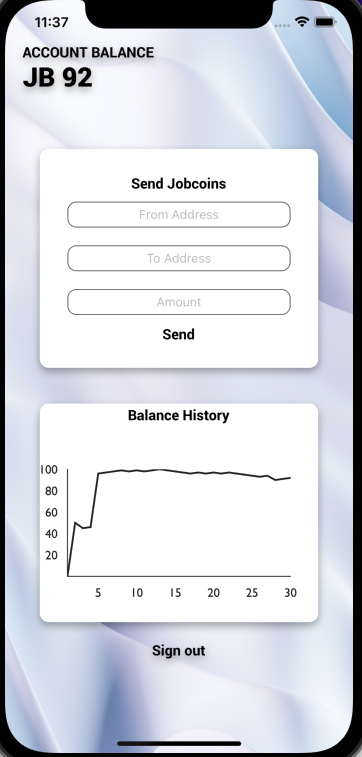 11:37
ACCOUNT BALANCE
JB 92
Send Jobcoins
From Address
To Address
Amount
Send
Balance History
100
80
60
40
20
5 10 15 20 25 30
Sign out